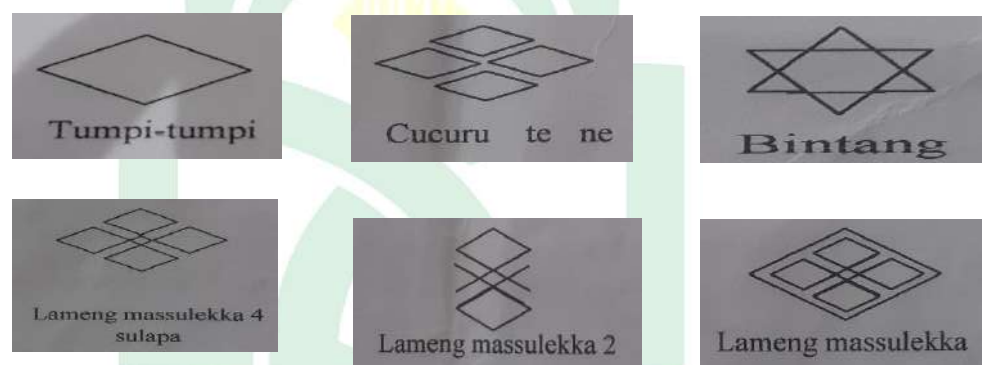 Tumpi-tumpi
Cucuru te ne
Bintang
Lameng massulekka 4
sulapa
Lameng massulekka 2
Lameng massulekka